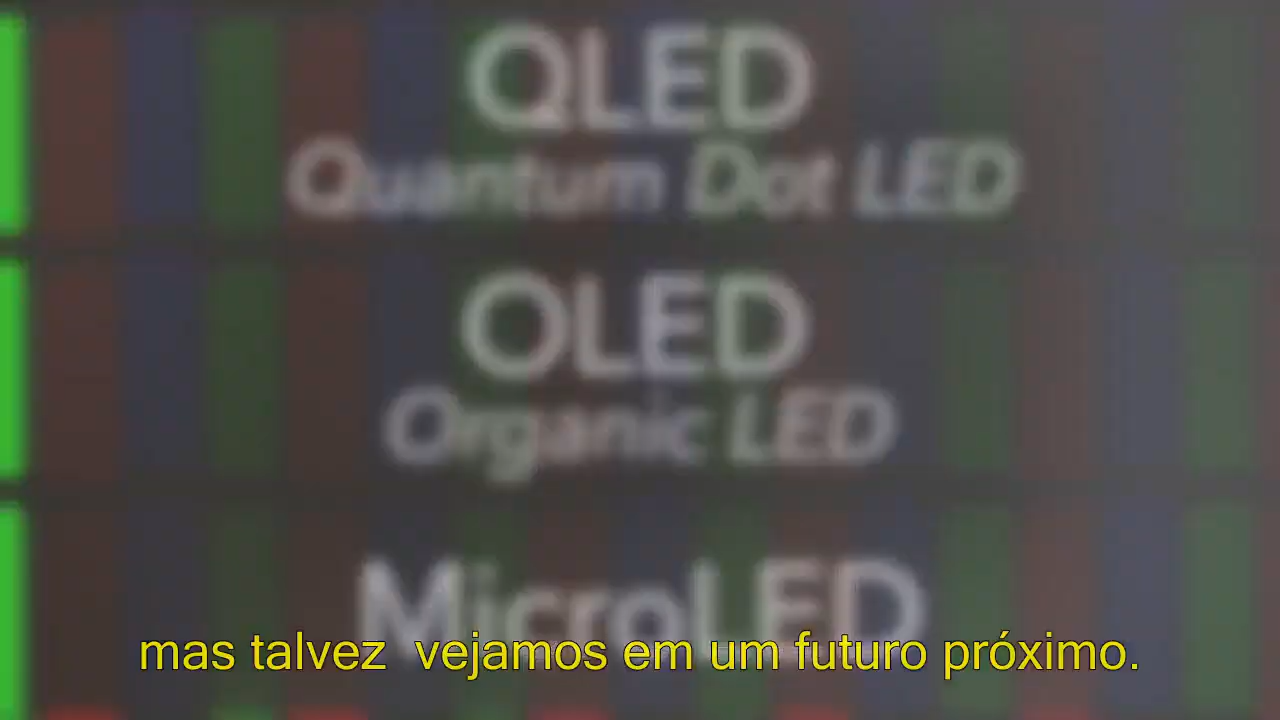 QLED
Quantum Dot LED
OLED
Organic LED
MicroLED
mas talvez  vejamos em um futuro próximo.